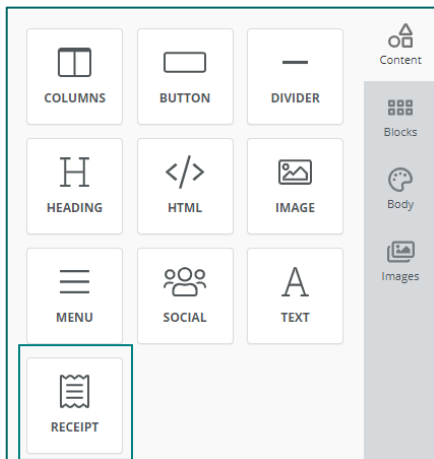 COLUMNS
BUTTON
DIVIDER
HEADING
HTML
IMAGE
MENU
SOCIAL
TEXT
RECEIPT
Content
Blocks
Body
Images